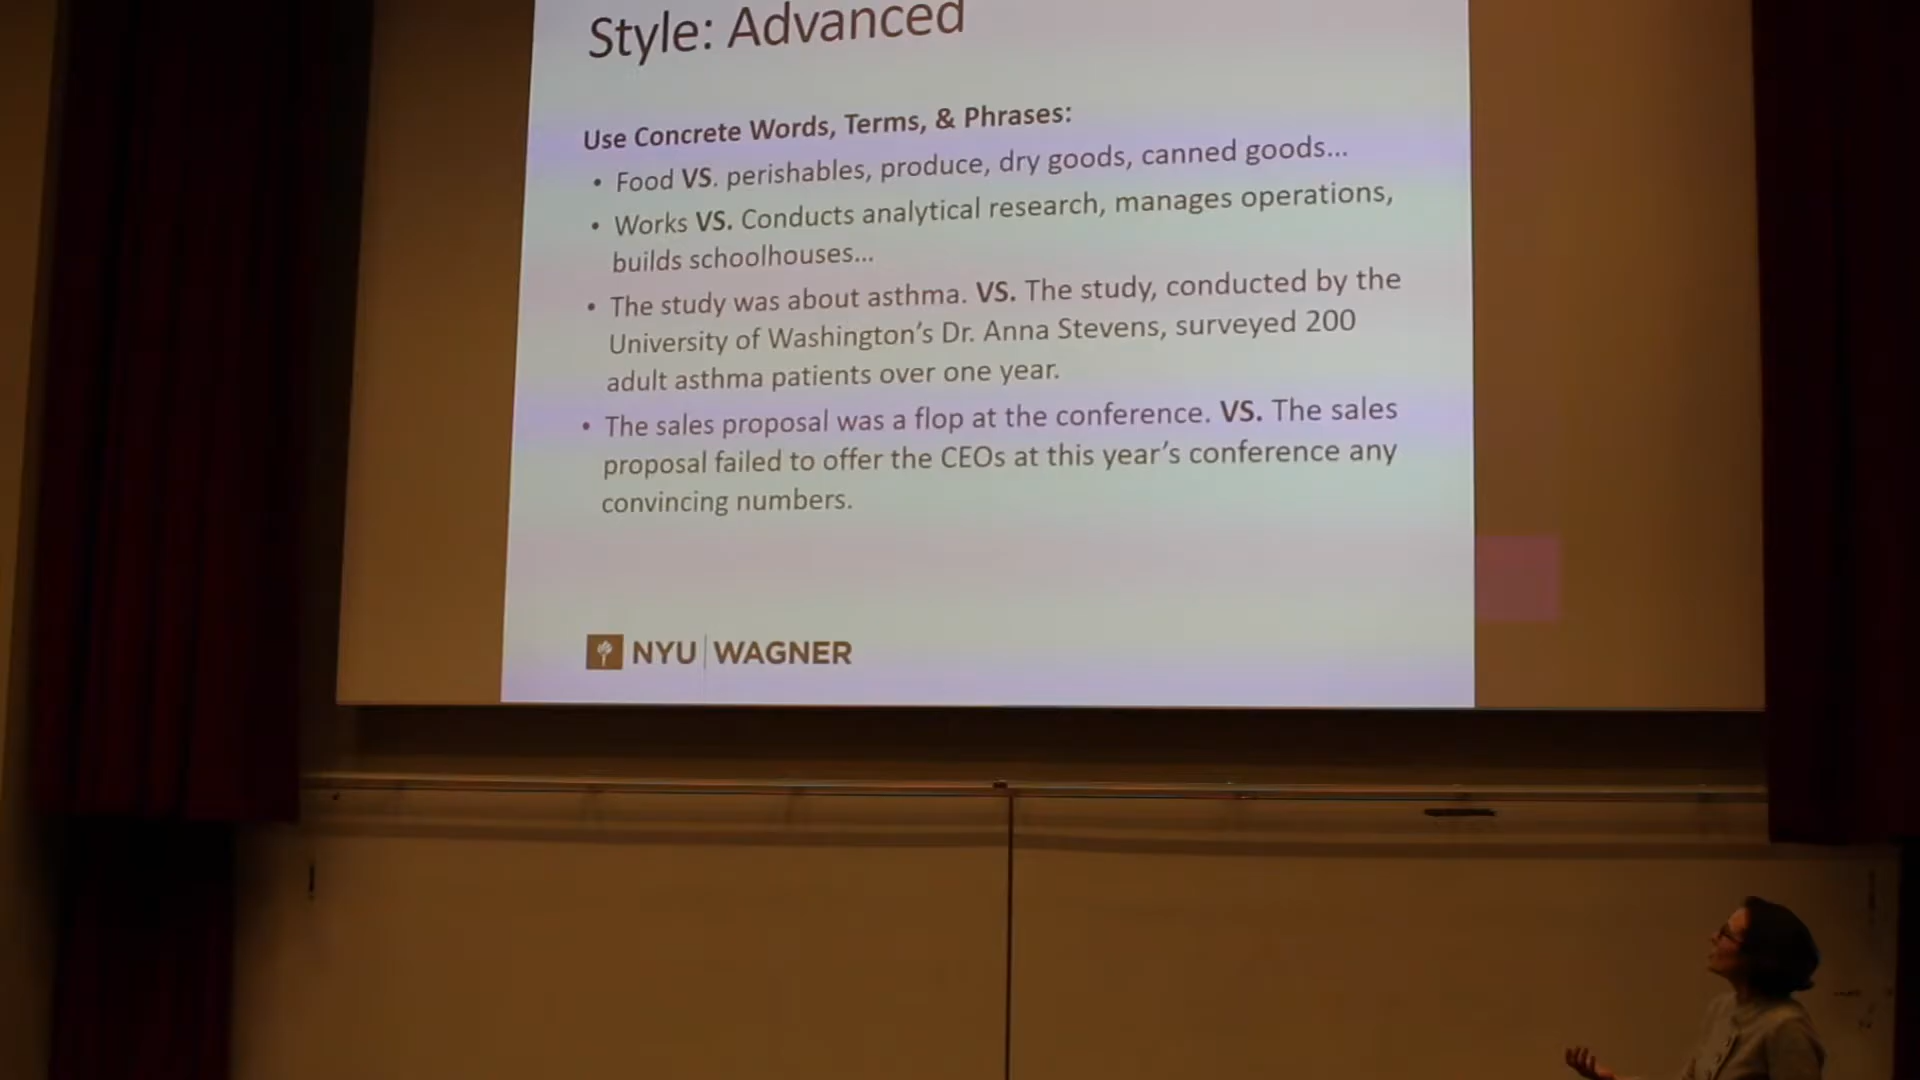 Style: Advanced
Use Concrete Words, Terms, & Phrases:
• Food VS. perishables, produce, dry goods, canned goods...
• Works VS. Conducts analytical research, manages operations,
builds schoolhouses...
• The study was about asthma. VS. The study, conducted by the
University of Washington's Dr. Anna Stevens, surveyed 200
adult asthma patients over one year.
• The sales proposal was a flop at the conference. VS. The sales
proposal failed to offer the CEOs at this year's conference any
convincing numbers.
NYU | WAGNER